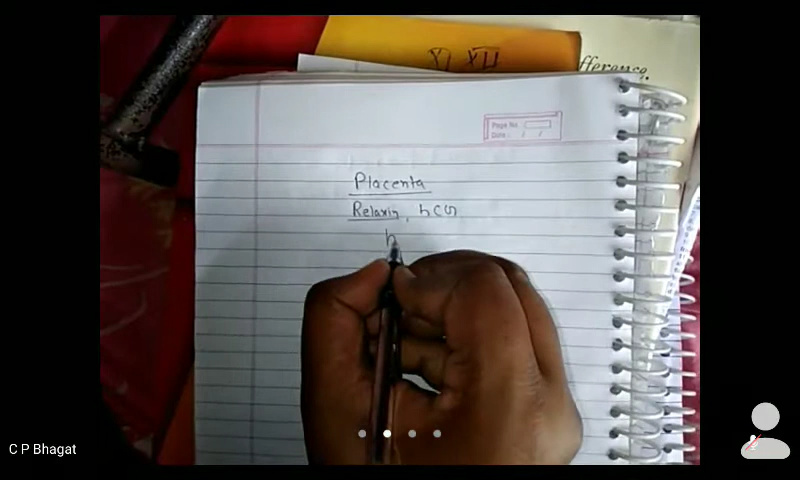 XI XII
fference.
Page No.
Date: / /
Placenta
Relaxin, hCG
h
C P Bhagat